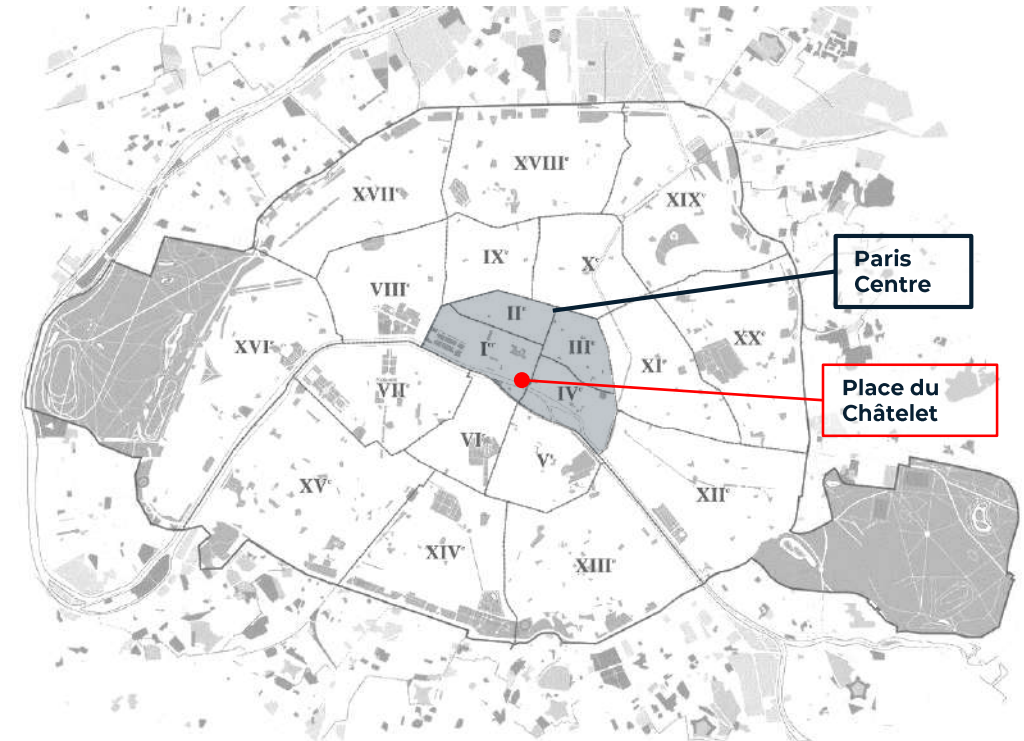 XVIIIe
XVIIe
XIXe
IXe
Xe
VIIIe
Paris
Centre
IIe
XVIe
Ier
IIIe
XXe
XIe
VIIe
IVe
Place du
Châtelet
VIe
Ve
XVe
XIIe
XIVe
XIIIe